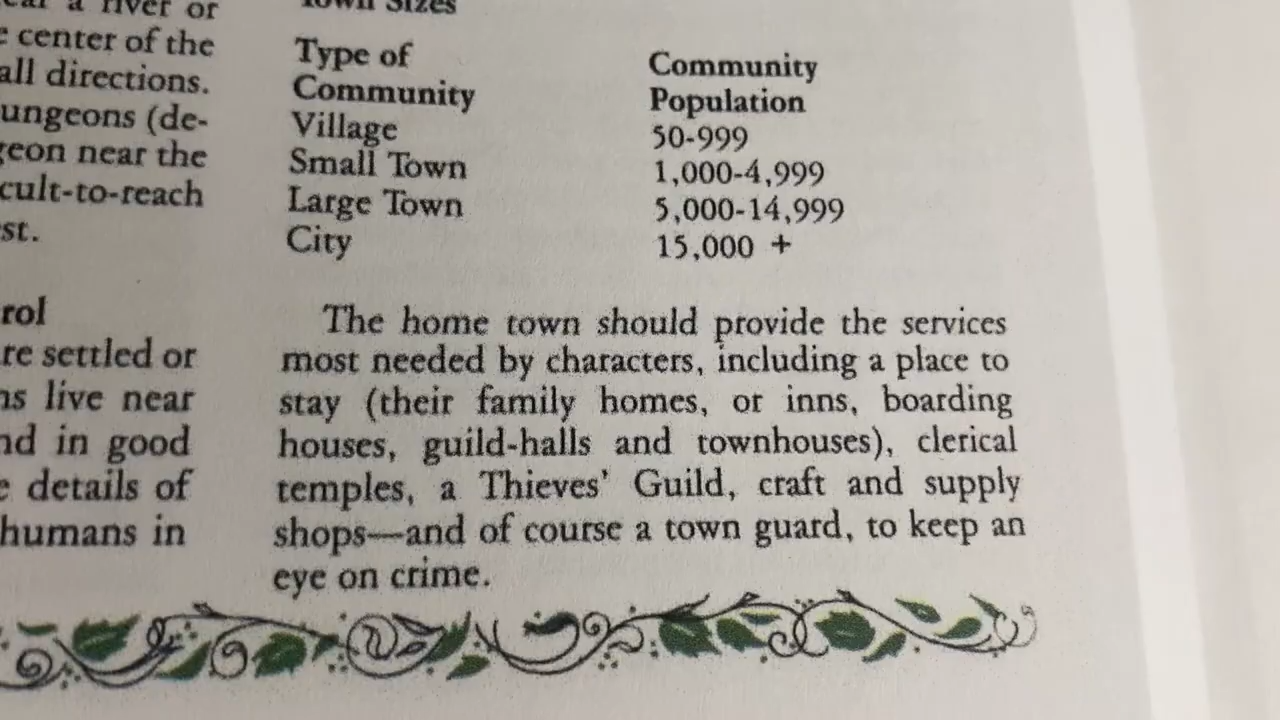 a river or
center of the
all directions.
ungeons (de-
geon near the
cult-to-reach
st.
rol
re settled or
ns live near
nd in good
details of
humans in
Town Sizes
Type of Community
Community Population
Village 50-999
Small Town 1,000-4,999
Large Town 5,000-14,999
City 15,000 +
The home town should provide the services
most needed by characters, including a place to
stay (their family homes, or inns, boarding
houses, guild-halls and townhouses), clerical
temples, a Thieves' Guild, craft and supply
shops—and of course a town guard, to keep an
eye on crime.